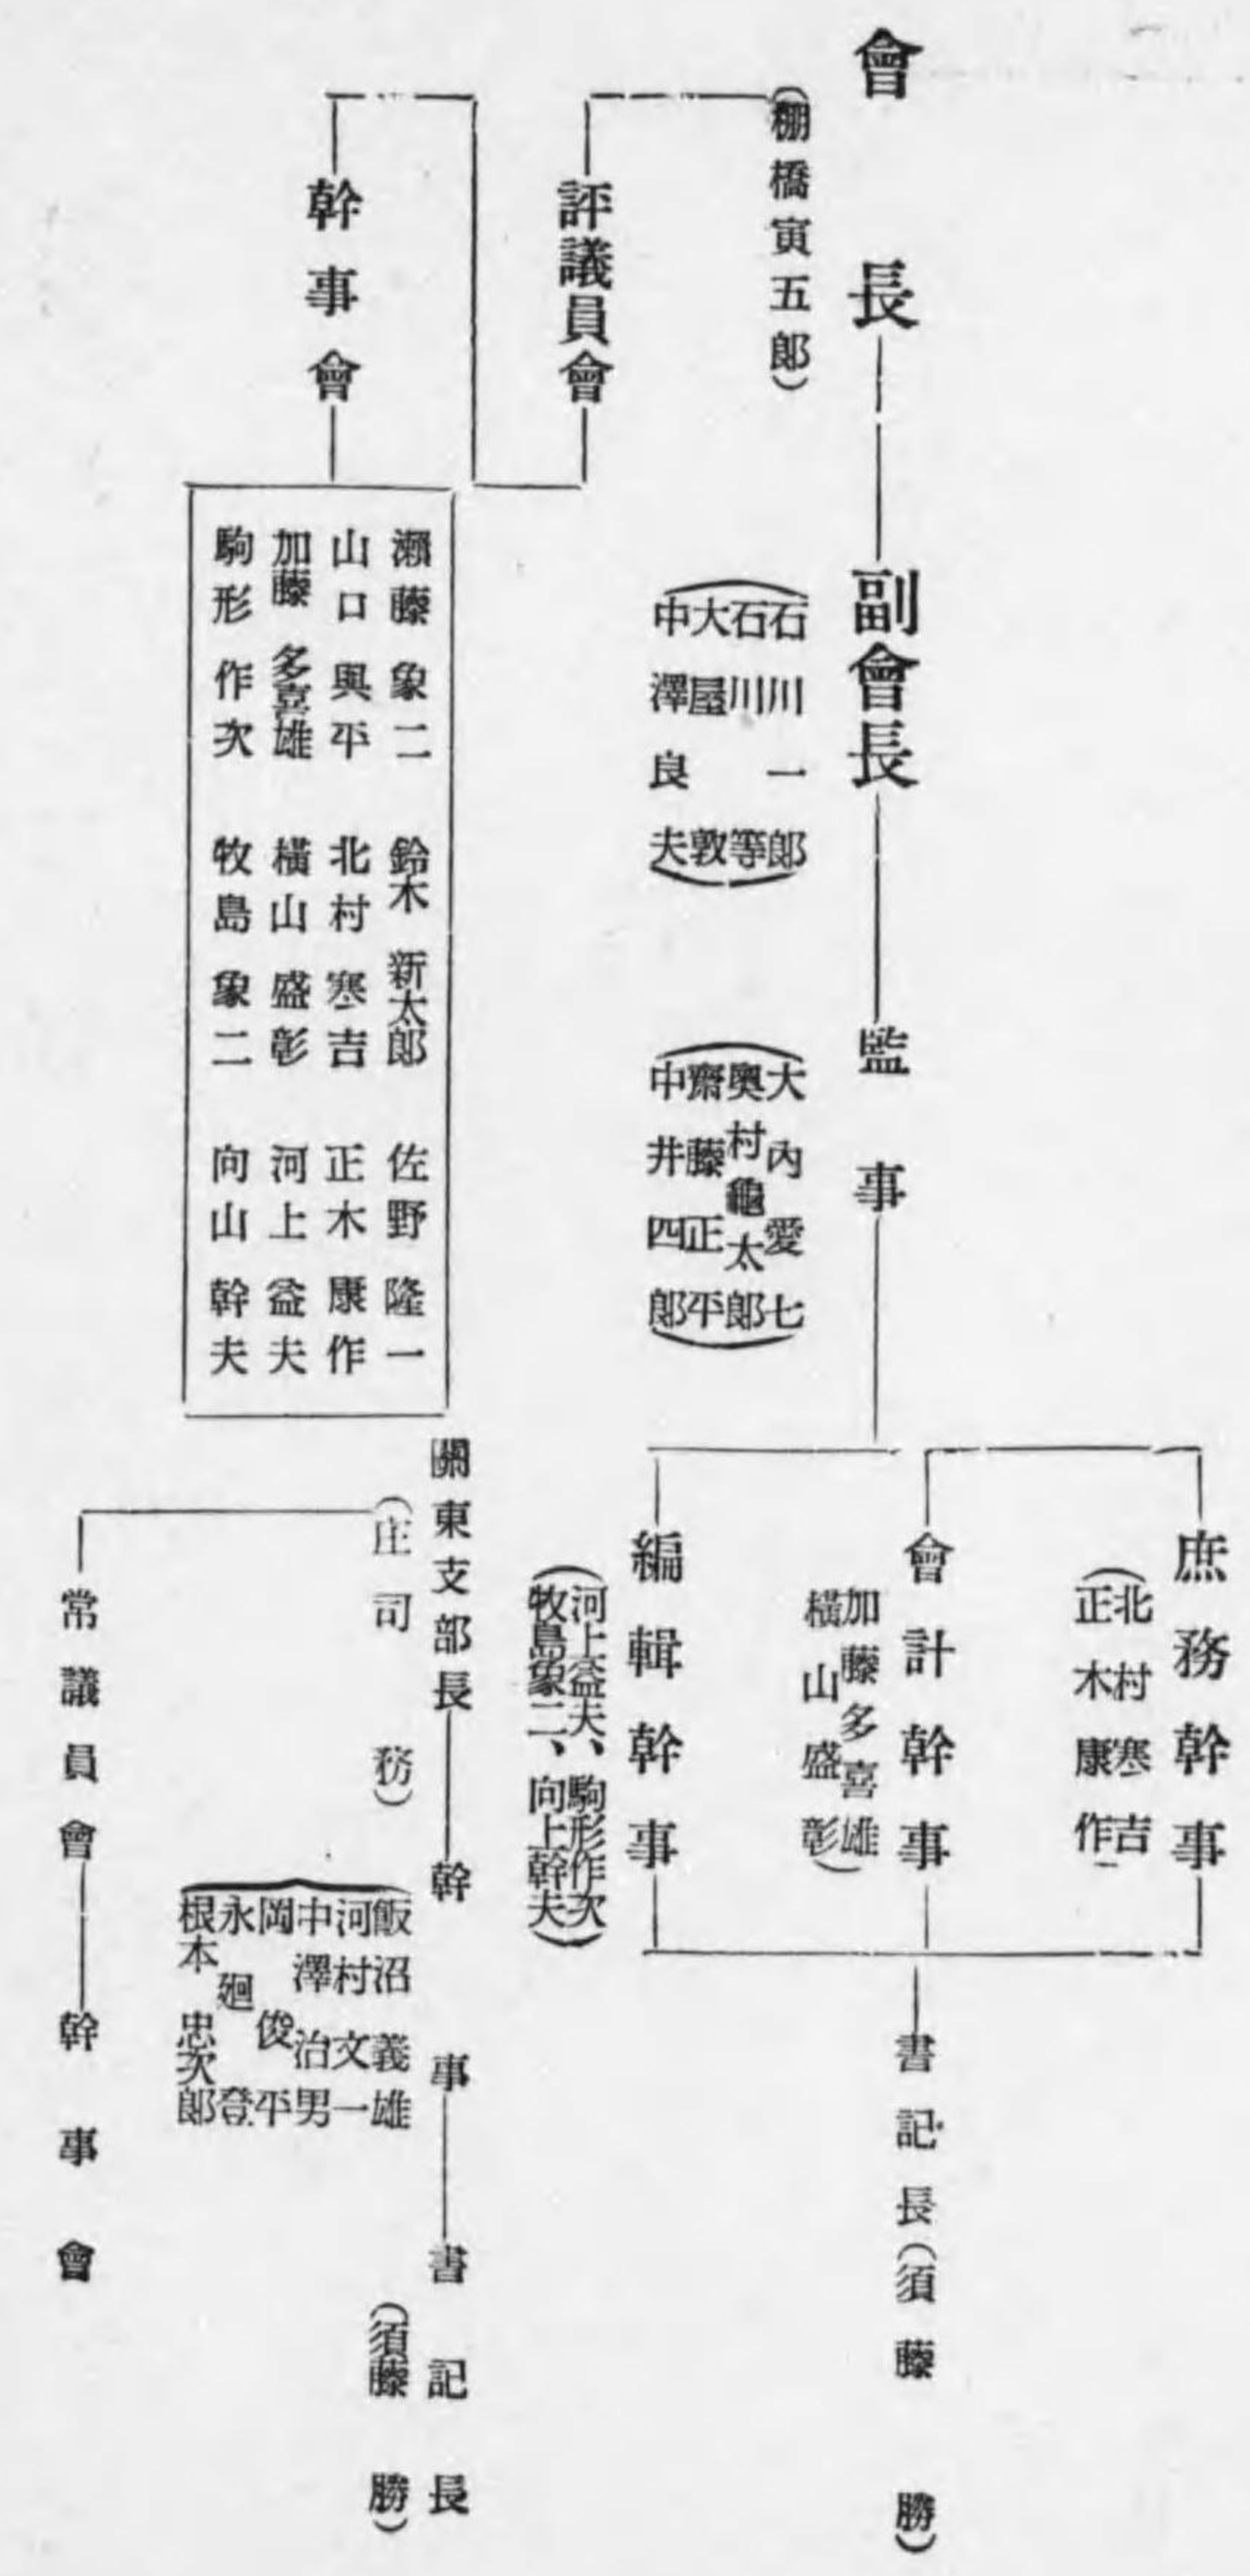 會長
(棚橋寅五郎)
副會長
(石川一郎
石川等
大屋敦
中澤良夫)
監事
(大內愛七
奧村龜太郎
齋藤正平
中井四郎)
庶務幹事
(北村寒吉
正木康作)
會計幹事
加藤多喜雄
橫山盛彰)
編輯幹事
(河上益夫、駒形作次
牧島象二、向上幹夫)
書記長(須藤勝)
評議員會
幹事會
瀨藤象二 鈴木新太郎 佐野隆一
山口與平 北村寒吉 正木康作
加藤多喜雄 橫山盛彰 河上益夫
駒形作次 牧島象二 向山幹夫
關東支部長
(庄司務)
幹事
飯沼義雄
河村文一
中澤治男
岡俊平
永廻登
根本忠次郎
書記長
(須藤勝)
常議員會
幹事會